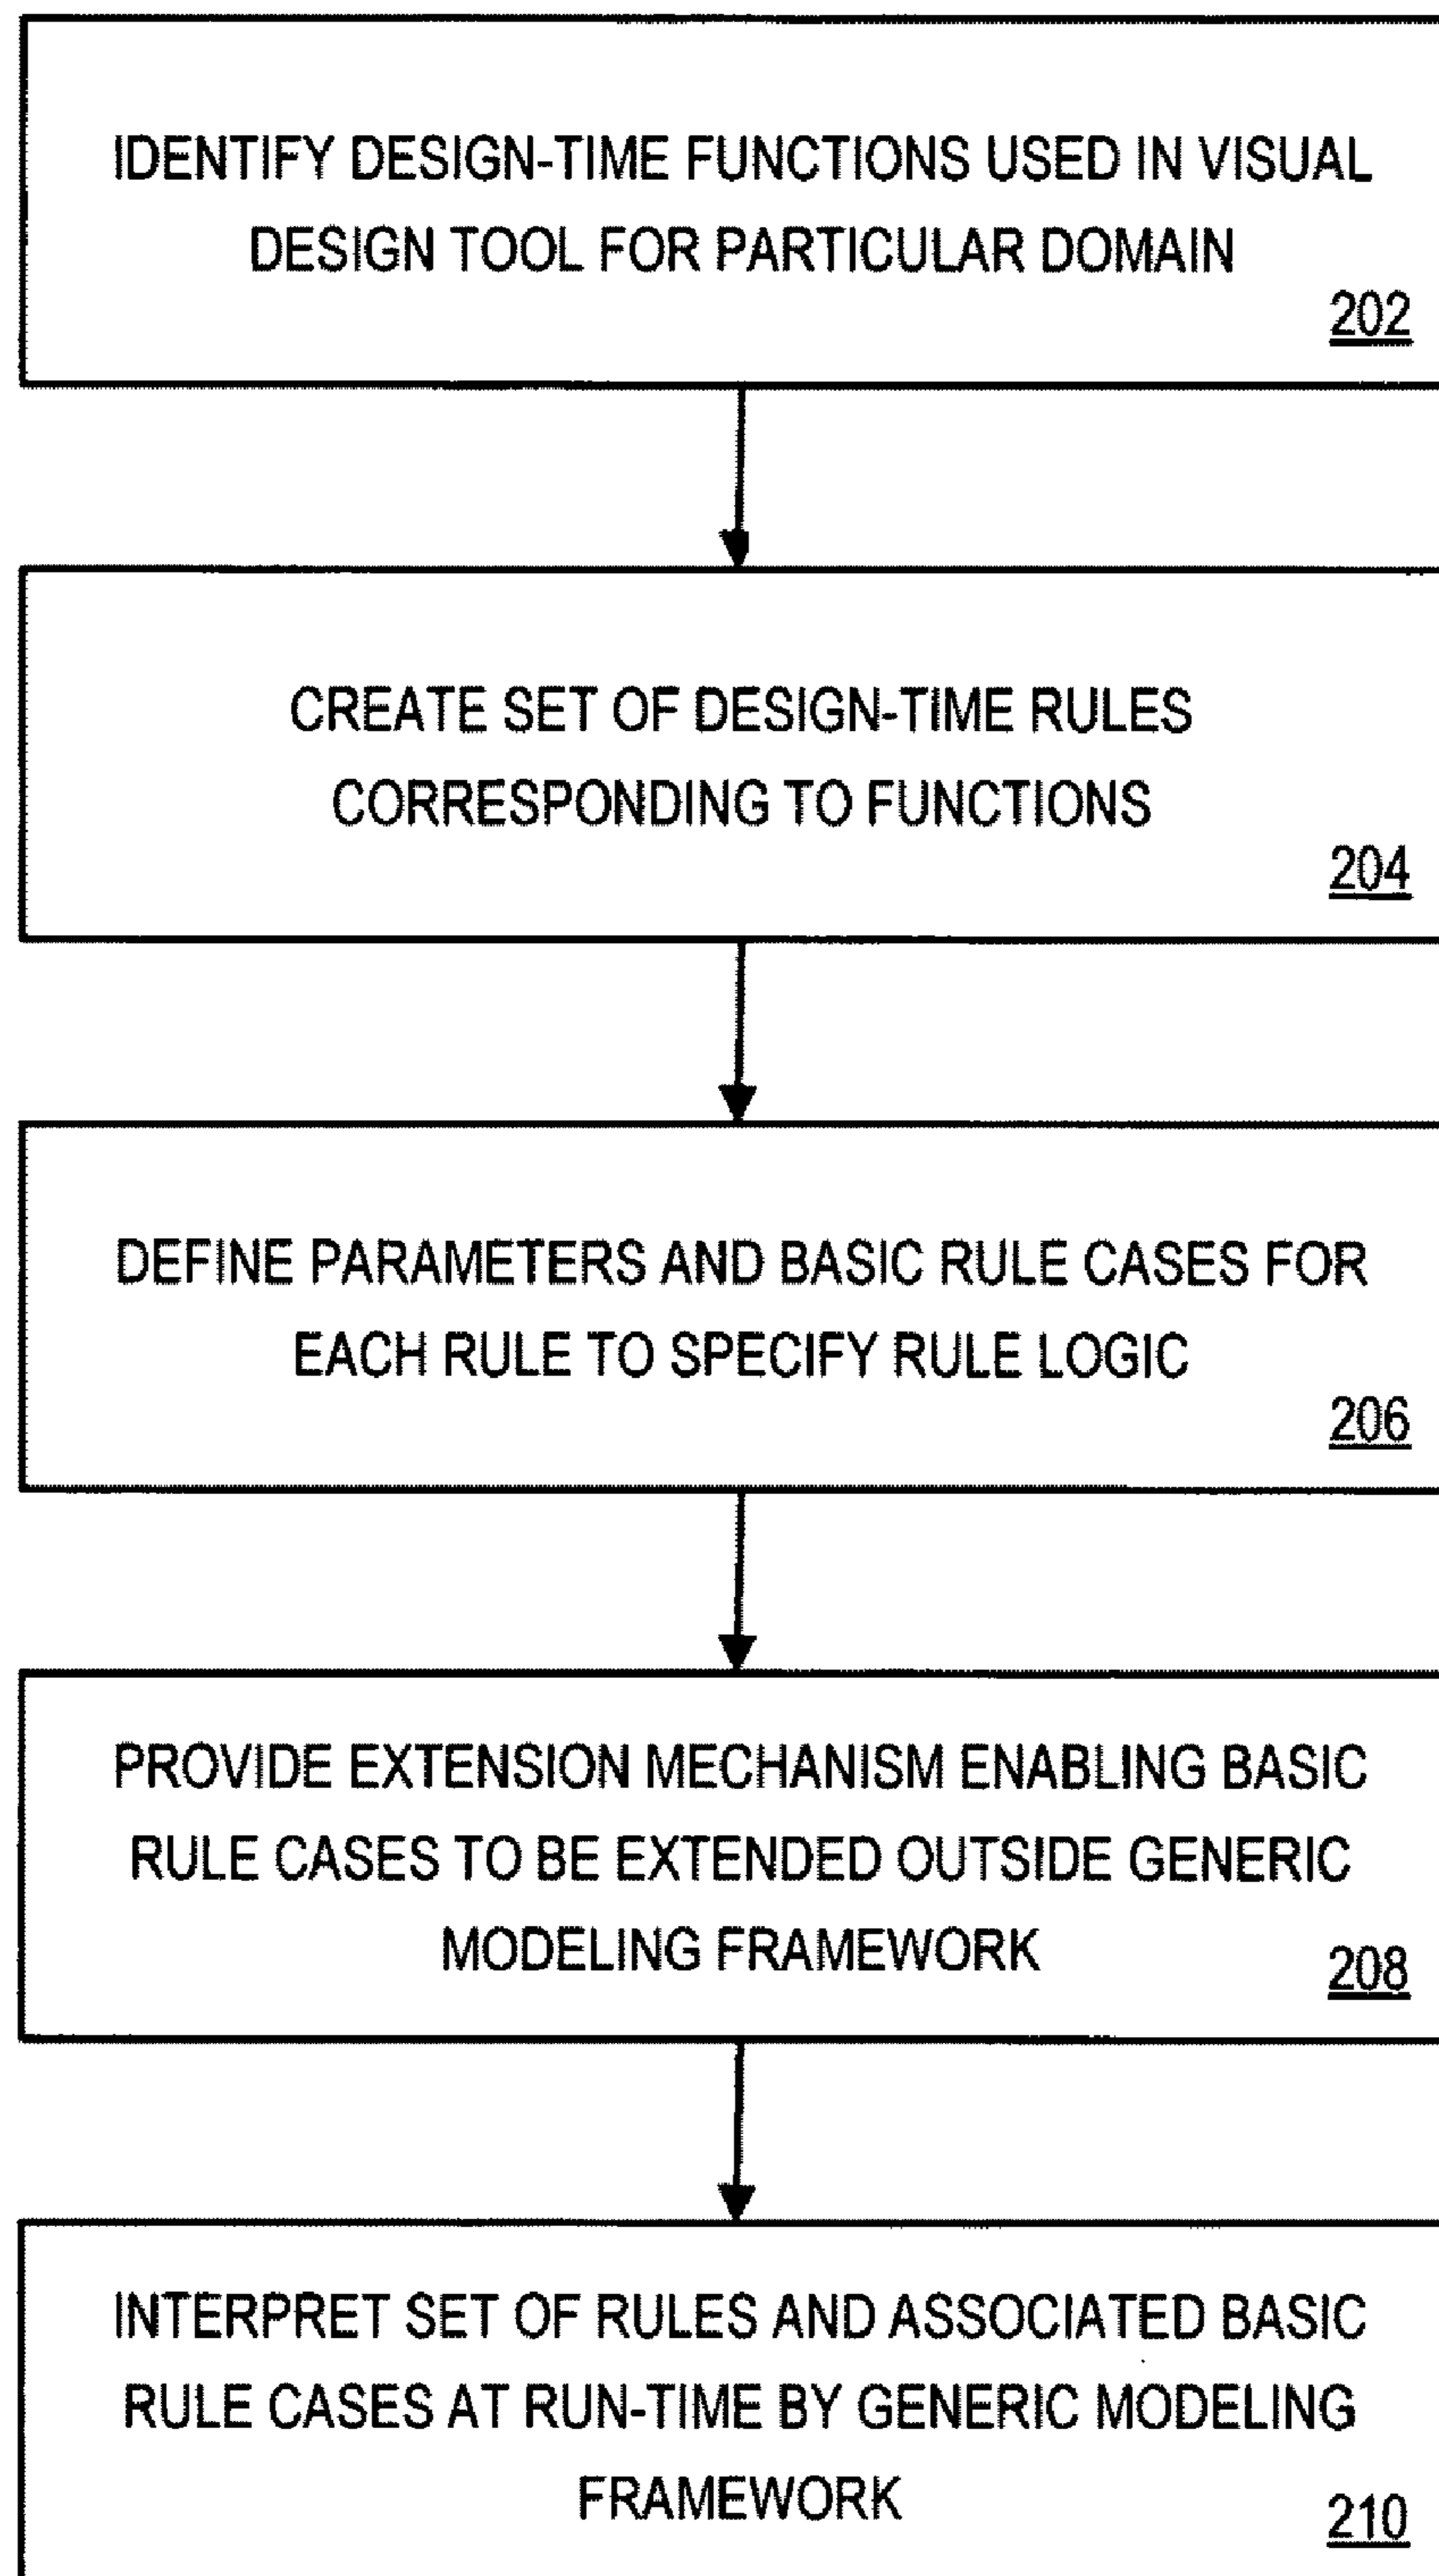 IDENTIFY DESIGN-TIME FUNCTIONS USED IN VISUAL
DESIGN TOOL FOR PARTICULAR DOMAIN
202
CREATE SET OF DESIGN-TIME RULES
CORRESPONDING TO FUNCTIONS
204
DEFINE PARAMETERS AND BASIC RULE CASES FOR
EACH RULE TO SPECIFY RULE LOGIC
206
PROVIDE EXTENSION MECHANISM ENABLING BASIC
RULE CASES TO BE EXTENDED OUTSIDE GENERIC
MODELING FRAMEWORK
208
INTERPRET SET OF RULES AND ASSOCIATED BASIC
RULE CASES AT RUN-TIME BY GENERIC MODELING
FRAMEWORK
210